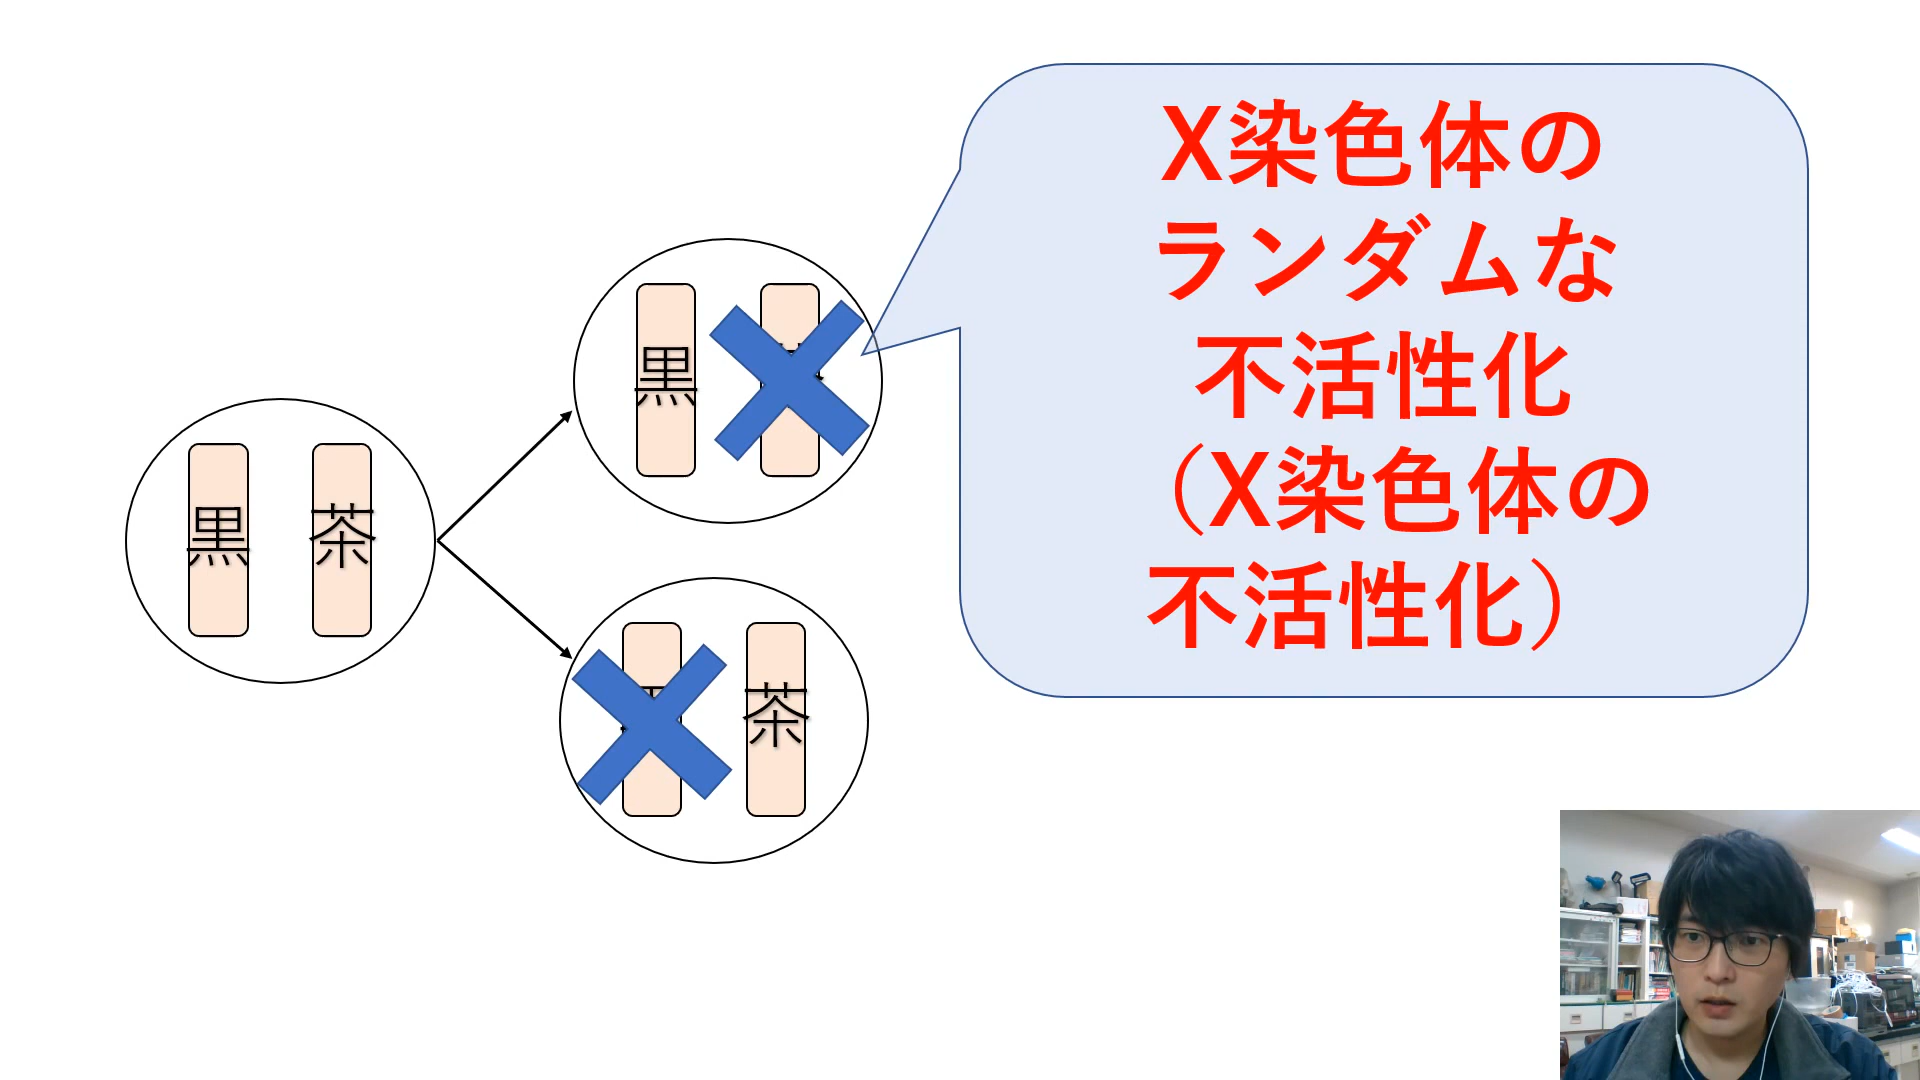 X染色体の
ランダムな
不活性化
（X染色体の
不活性化）
黒
黒 茶
茶